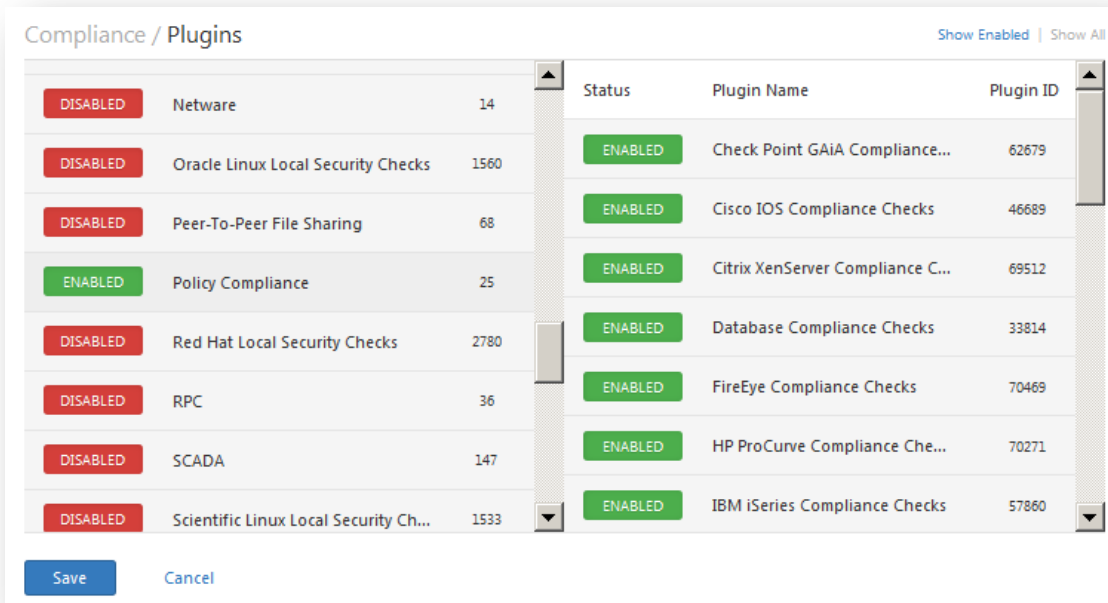 Compliance / Plugins
Show Enabled | Show All
DISABLED Netware 14
DISABLED Oracle Linux Local Security Checks 1560
DISABLED Peer-To-Peer File Sharing 68
ENABLED Policy Compliance 25
DISABLED Red Hat Local Security Checks 2780
DISABLED RPC 36
DISABLED SCADA 147
DISABLED Scientific Linux Local Security Ch... 1533
Status Plugin Name Plugin ID
ENABLED Check Point GAiA Compliance... 62679
ENABLED Cisco IOS Compliance Checks 46689
ENABLED Citrix XenServer Compliance C... 69512
ENABLED Database Compliance Checks 33814
ENABLED FireEye Compliance Checks 70469
ENABLED HP ProCurve Compliance Che... 70271
ENABLED IBM iSeries Compliance Checks 57860
Save Cancel